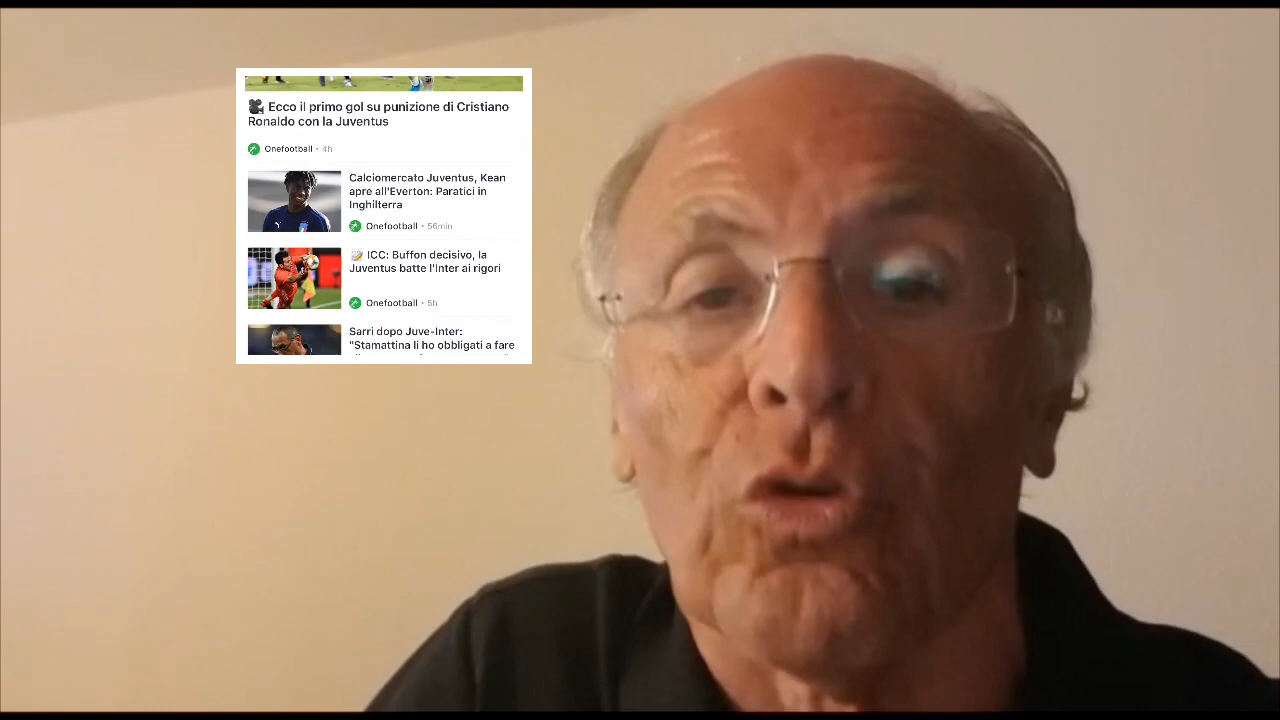 Ecco il primo gol su punizione di Cristiano
Ronaldo con la Juventus
Onefootball • 4h
Calciomercato Juventus, Kean
apre all'Everton: Paratici in
Inghilterra
Onefootball • 56min
ICC: Buffon decisivo, la
Juventus batte l'Inter ai rigori
Onefootball • 5h
Sarri dopo Juve-Inter:
"Stamattina li ho obbligati a fare